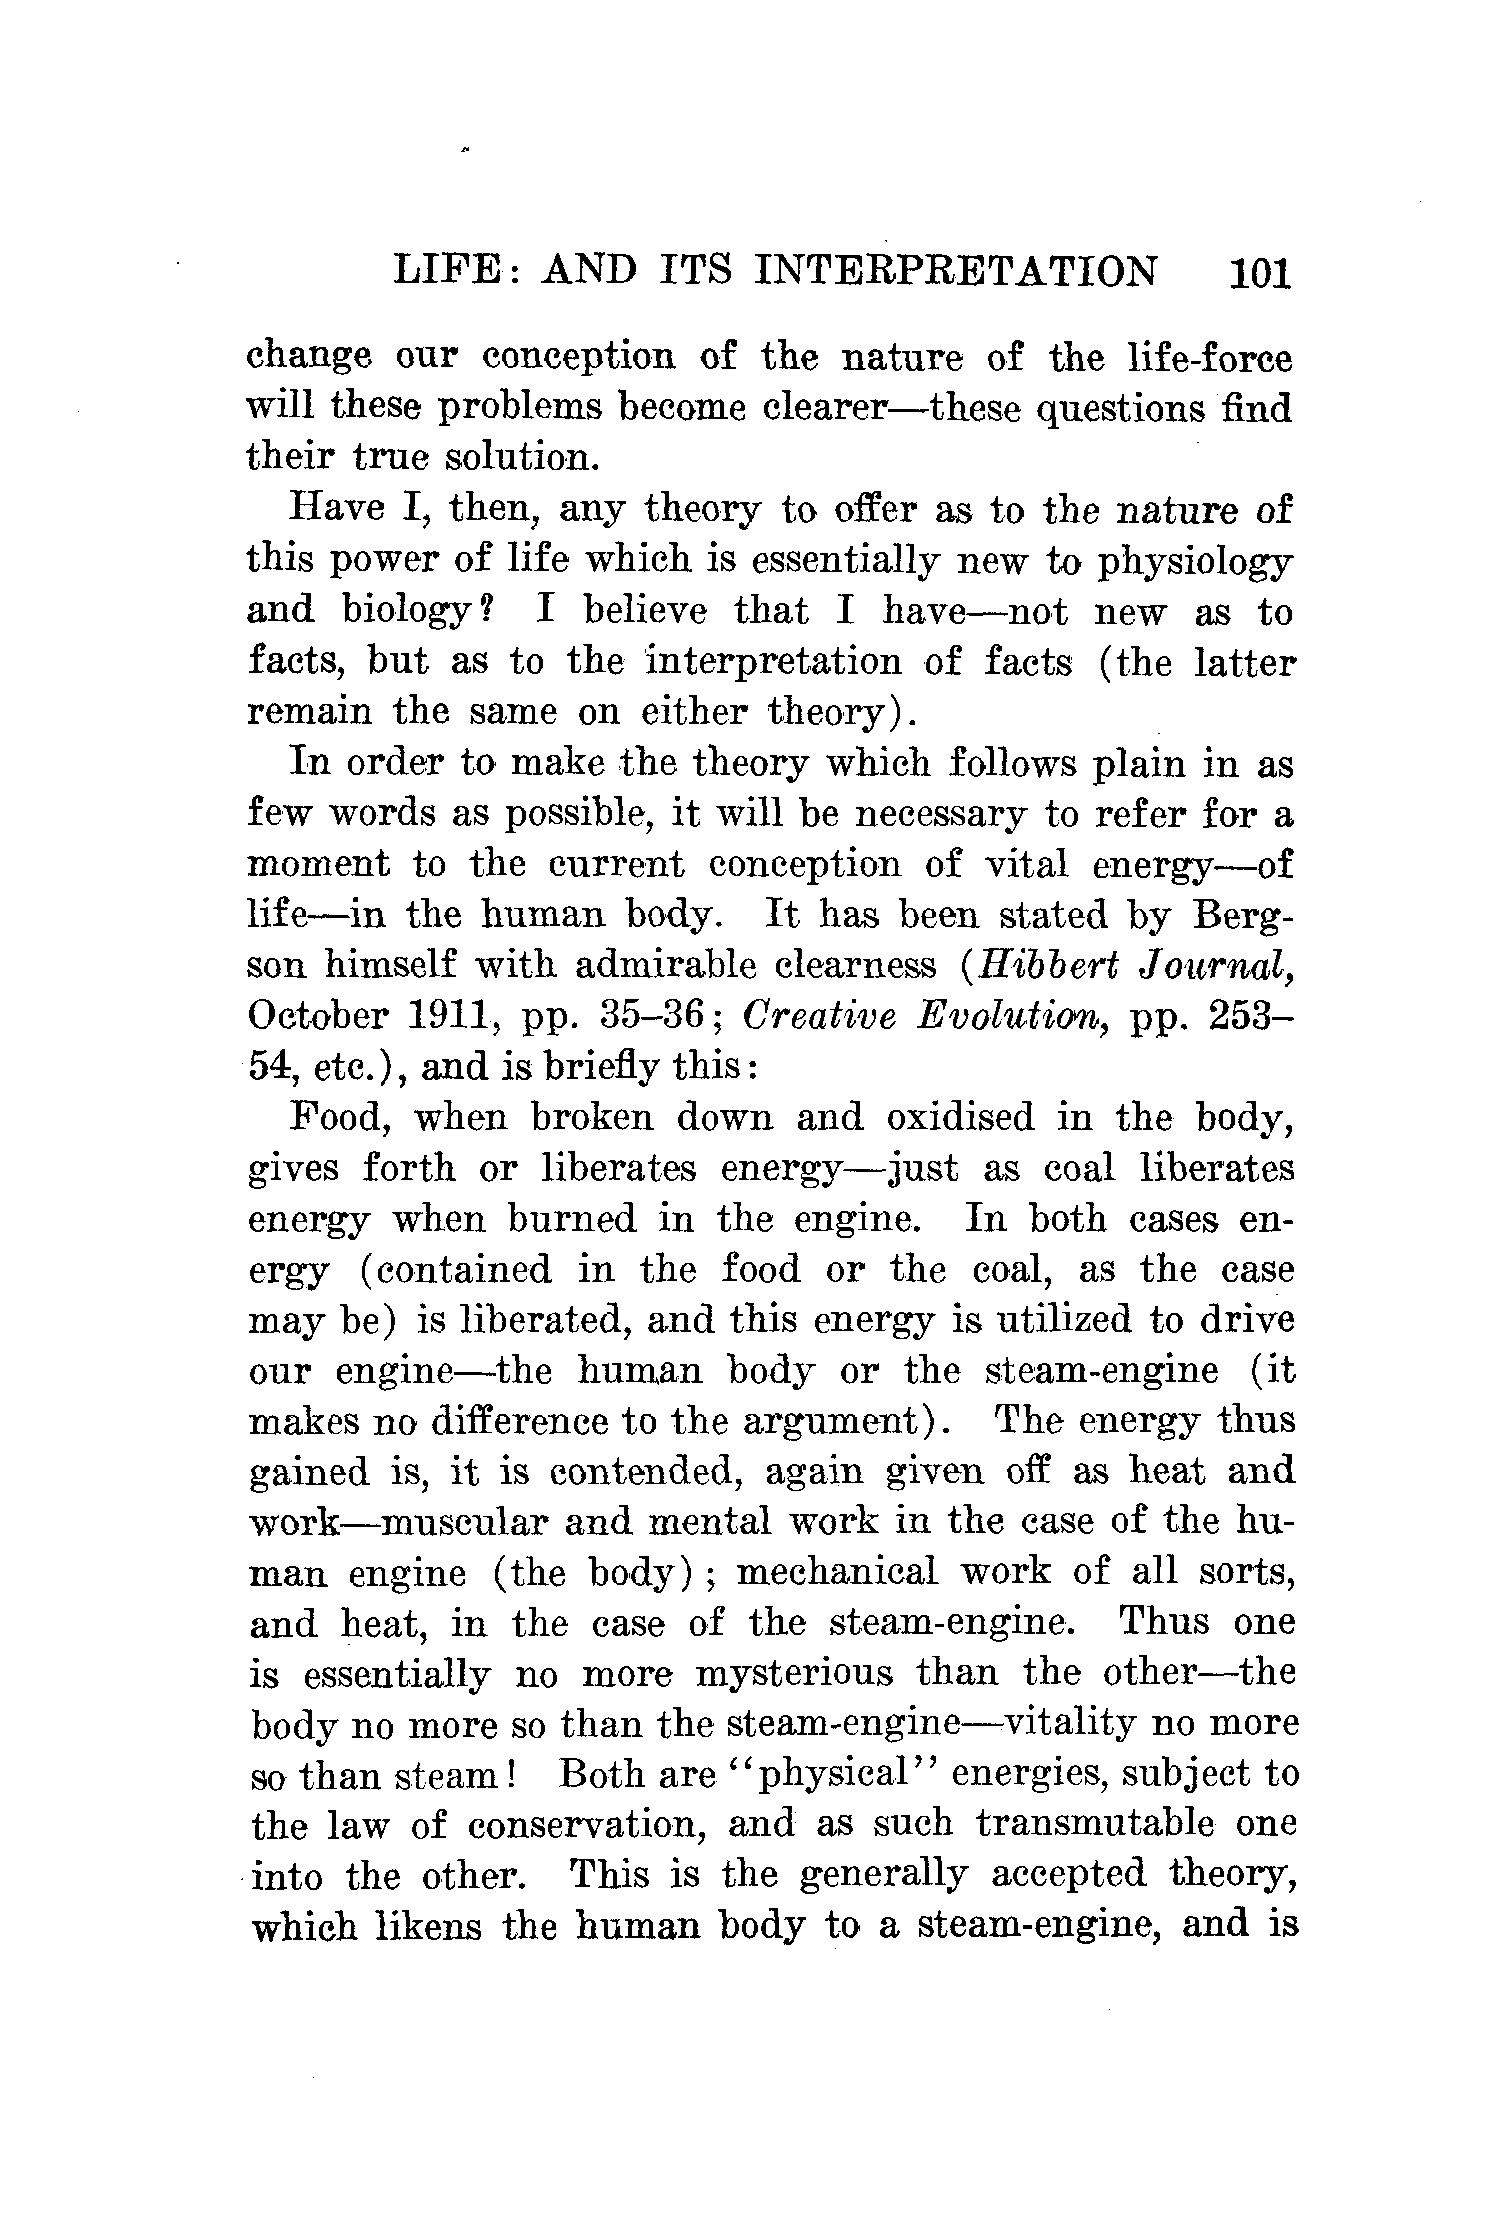 LIFE: AND ITS INTERPRETATION 101
change our conception of the nature of the life-force
will these problems become clearer—these questions find
their true solution.
Have I, then, any theory to offer as to the nature of
this power of life which is essentially new to physiology
and biology? I believe that I have—not new as to
facts, but as to the interpretation of facts (the latter
remain the same on either theory).
In order to make the theory which follows plain in as
few words as possible, it will be necessary to refer for a
moment to the current conception of vital energy—of
life—in the human body. It has been stated by Berg-
son himself with admirable clearness (Hibbert Journal,
October 1911, pp. 35–36; Creative Evolution, pp. 253–
54, etc.), and is briefly this:
Food, when broken down and oxidised in the body,
gives forth or liberates energy—just as coal liberates
energy when burned in the engine. In both cases en-
ergy (contained in the food or the coal, as the case
may be) is liberated, and this energy is utilized to drive
our engine—the human body or the steam-engine (it
makes no difference to the argument). The energy thus
gained is, it is contended, again given off as heat and
work—muscular and mental work in the case of the hu-
man engine (the body); mechanical work of all sorts,
and heat, in the case of the steam-engine. Thus one
is essentially no more mysterious than the other—the
body no more so than the steam-engine—vitality no more
so than steam! Both are "physical" energies, subject to
the law of conservation, and as such transmutable one
into the other. This is the generally accepted theory,
which likens the human body to a steam-engine, and is